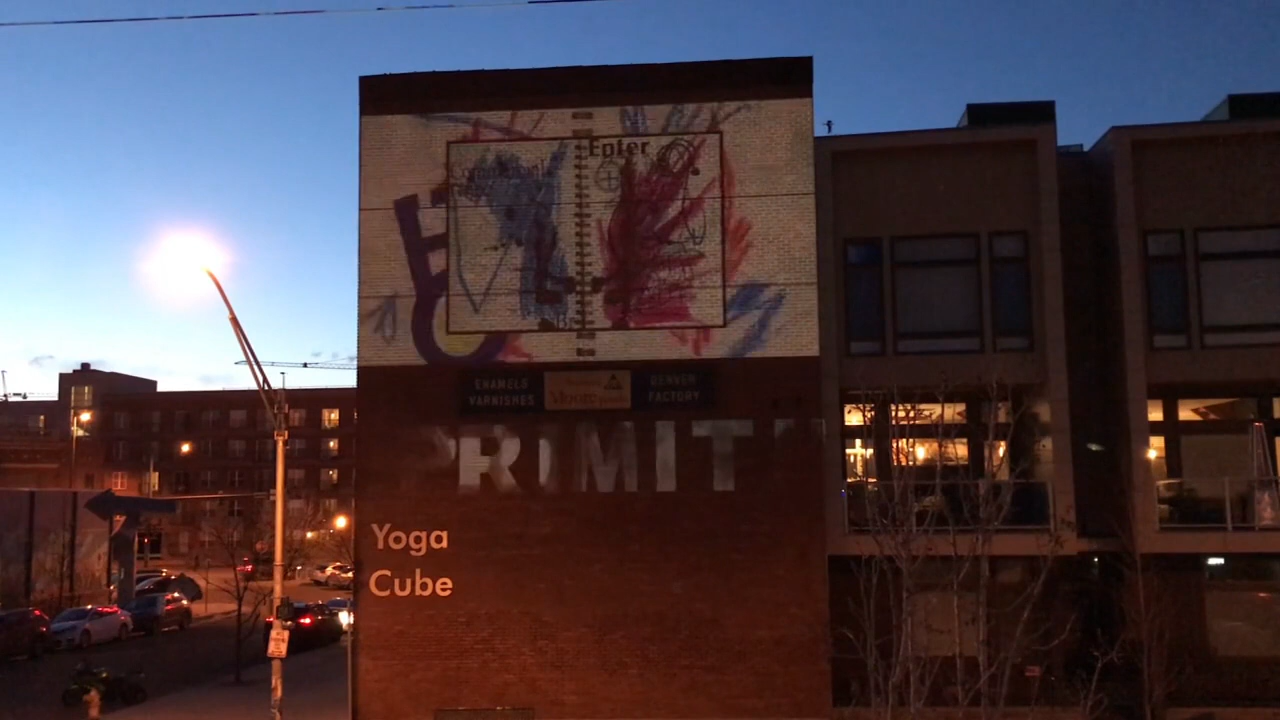 Enter
ENAMELS
VARNISHES
DENVER
FACTORY
PRIMIT
Yoga
Cube